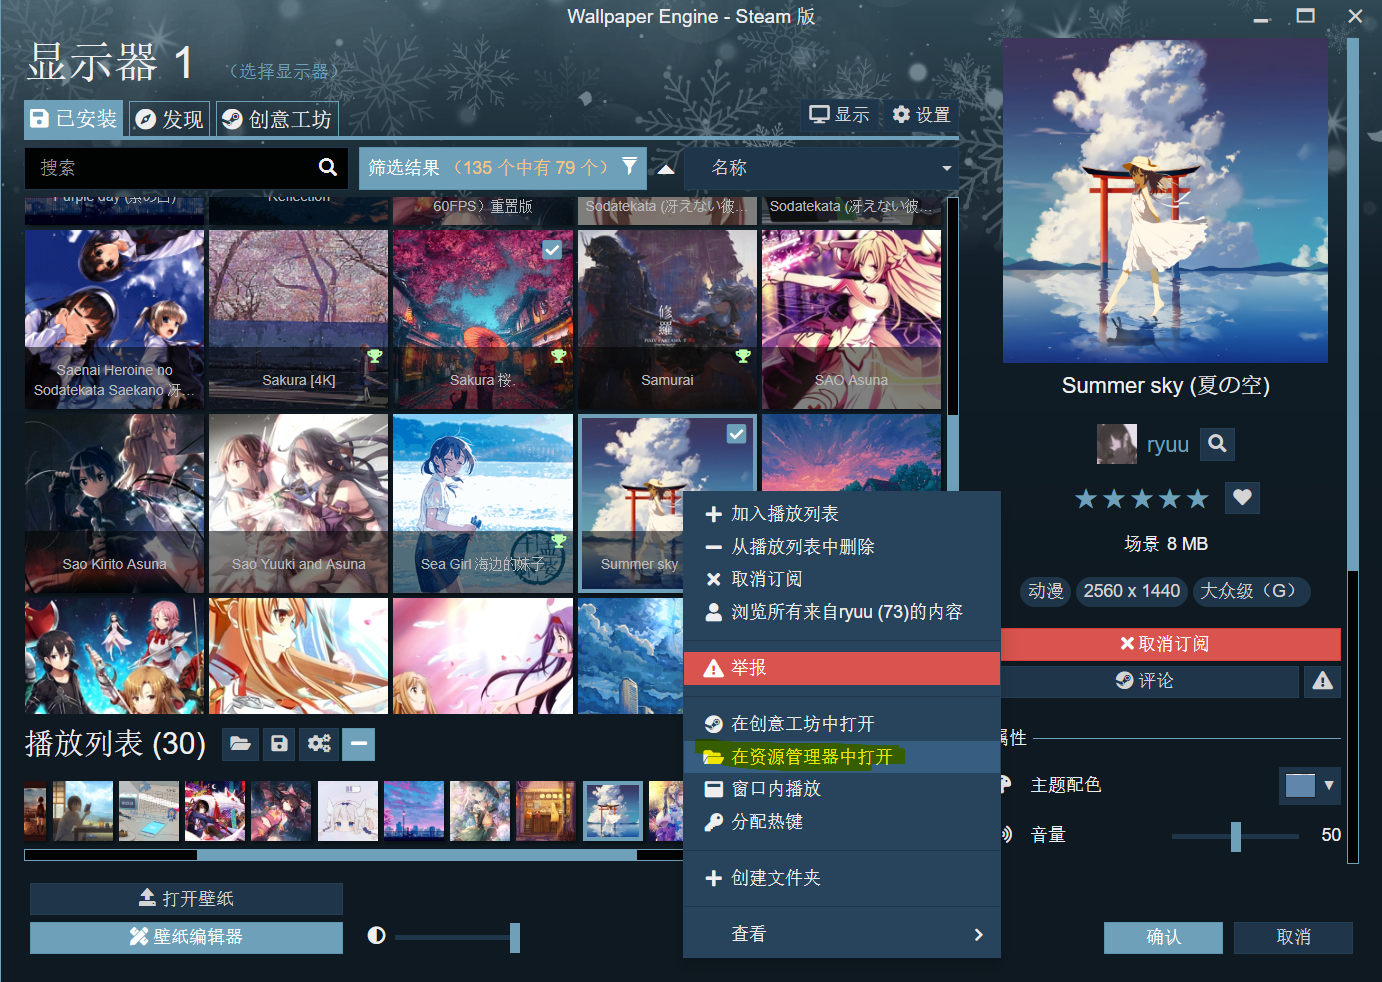 Wallpaper Engine - Steam 版
显示器 1 （选择显示器）
已安装 发现 创意工坊
显示 设置
搜索
筛选结果 （135 个中有 79 个）
名称
Purple day (紫の日)
Reflection
60FPS）重置版
Sodatekata (冴えない彼...
Sodatekata (冴えない彼...
Saenai Heroine no
Sodatekata Saekano 冴...
Sakura [4K]
Sakura 桜.
修羅
Samurai
SAO Asuna
Sao Kirito Asuna
Sao Yuuki and Asuna
Sea Girl 海边的妹子
Summer sky
加入播放列表
从播放列表中删除
取消订阅
浏览所有来自ryuu (73)的内容
举报
在创意工坊中打开
在资源管理器中打开
窗口内播放
分配热键
创建文件夹
查看
播放列表 (30)
打开壁纸
壁纸编辑器
Summer sky (夏の空)
ryuu
场景 8 MB
动漫 2560 x 1440 大众级（G）
取消订阅
评论
属性
主题配色
音量 50
确认 取消